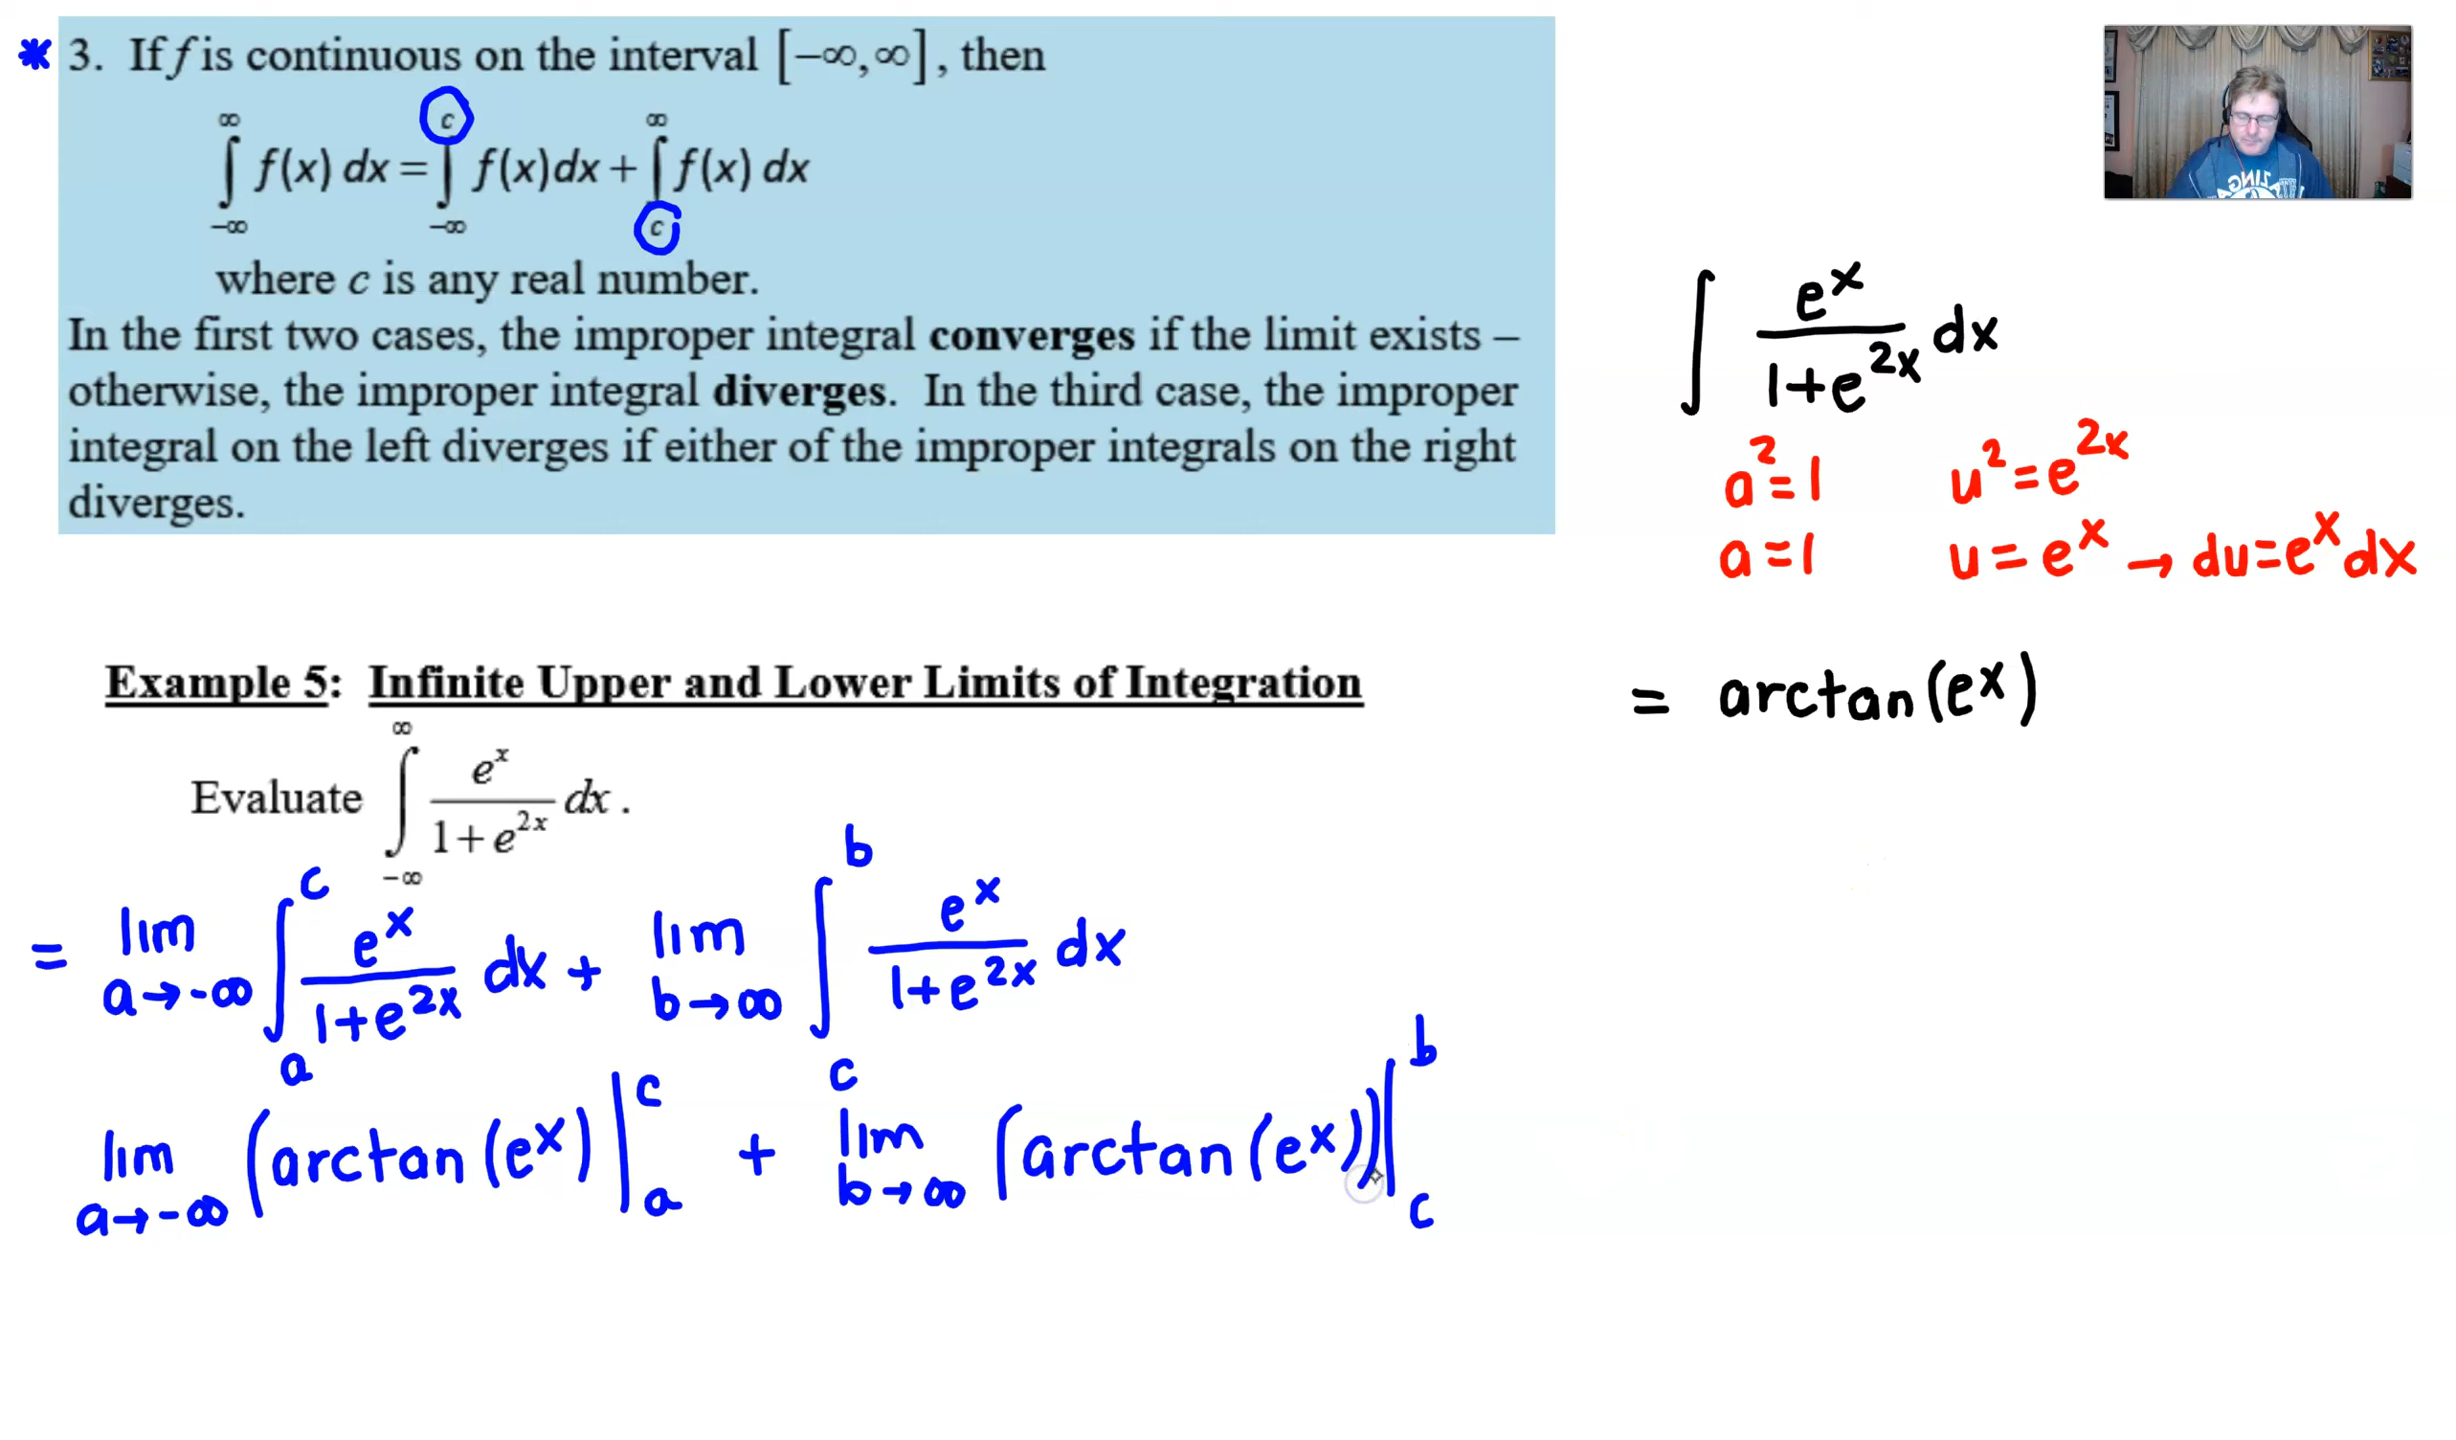 * 3. If f is continuous on the interval [−∞,∞], then
∫_{−∞}^{∞} f(x) dx = ∫_{−∞}^{c} f(x)dx + ∫_{c}^{∞} f(x) dx
where c is any real number.
In the first two cases, the improper integral converges if the limit exists –
otherwise, the improper integral diverges. In the third case, the improper
integral on the left diverges if either of the improper integrals on the right
diverges.
Example 5: Infinite Upper and Lower Limits of Integration
Evaluate ∫_{−∞}^{∞} e^x/(1+e^{2x}) dx.
= lim_{a→-∞} ∫_a^c e^x/(1+e^{2x}) dx + lim_{b→∞} ∫_c^b e^x/(1+e^{2x}) dx
lim_{a→-∞} (arctan(e^x)|_a^c + lim_{b→∞} (arctan(e^x))|_c^b
∫ e^x/(1+e^{2x}) dx
a²=1 u²=e^{2x}
a=1 u=e^x → du=e^x dx
= arctan(e^x)